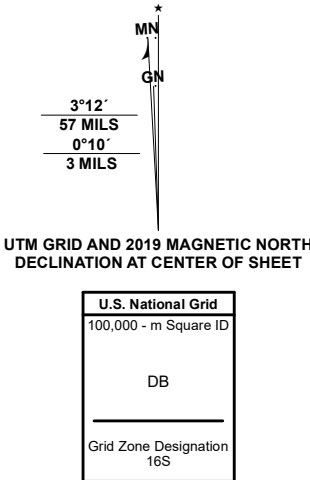 MN
GN
3°12´
57 MILS
0°10´
3 MILS
UTM GRID AND 2019 MAGNETIC NORTH
DECLINATION AT CENTER OF SHEET
U.S. National Grid
100,000 - m Square ID
DB
Grid Zone Designation
16S